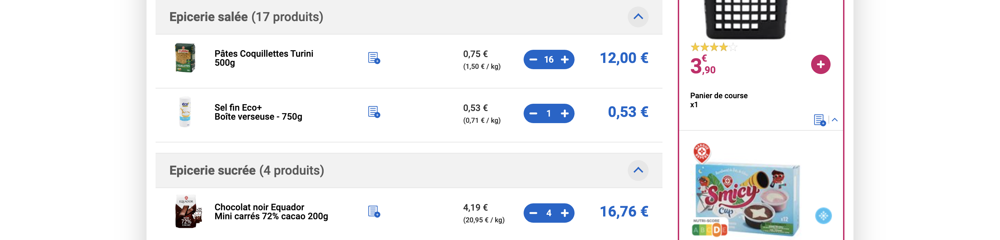 Epicerie salée (17 produits)
TURINI
COQUILLETTES
Pâtes Coquillettes Turini
500g
0,75 €
(1,50 € / kg)
16
12,00 €
ECO+
Sel fin Eco+
Boîte verseuse - 750g
0,53 €
(0,71 € / kg)
1
0,53 €
Epicerie sucrée (4 produits)
EQUADOR
x25
NOIR
72%
CACAO
Chocolat noir Equador
Mini carrés 72% cacao 200g
4,19 €
(20,95 € / kg)
4
16,76 €
3€,90
Panier de course
x1
MARQUE
REPÈRE
Smicy
Cup
x12
NUTRI-SCORE
A B C D E